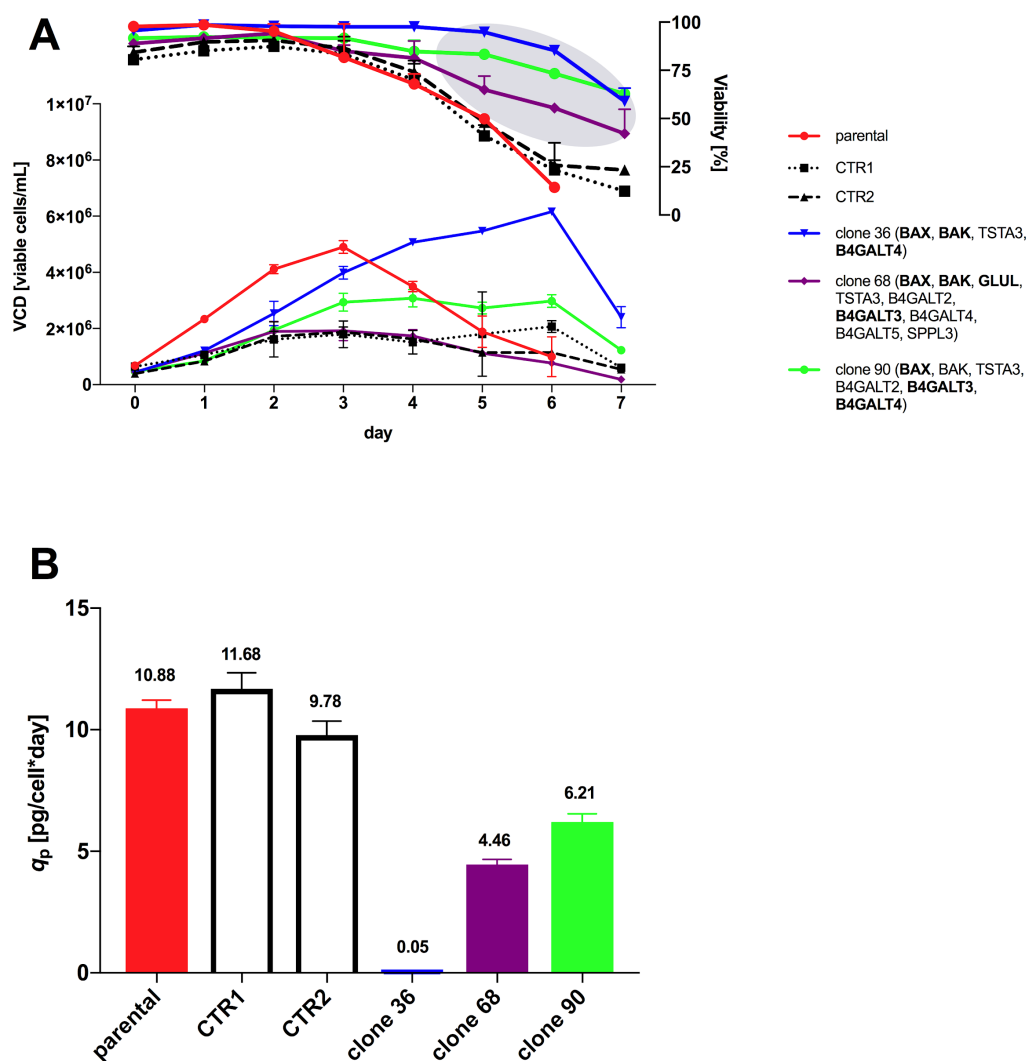 A
100
75
50
25
0
Viability [%]
1×10⁷
8×10⁶
6×10⁶
4×10⁶
2×10⁶
0
VCD [viable cells/mL]
0 1 2 3 4 5 6 7
day
parental
CTR1
CTR2
clone 36 (BAX, BAK, TSTA3,
B4GALT4)
clone 68 (BAX, BAK, GLUL,
TSTA3, B4GALT2,
B4GALT3, B4GALT4,
B4GALT5, SPPL3)
clone 90 (BAX, BAK, TSTA3,
B4GALT2, B4GALT3,
B4GALT4)
B
15
10
5
0
qp [pg/cell*day]
10.88
11.68
9.78
0.05
4.46
6.21
parental
CTR1
CTR2
clone 36
clone 68
clone 90